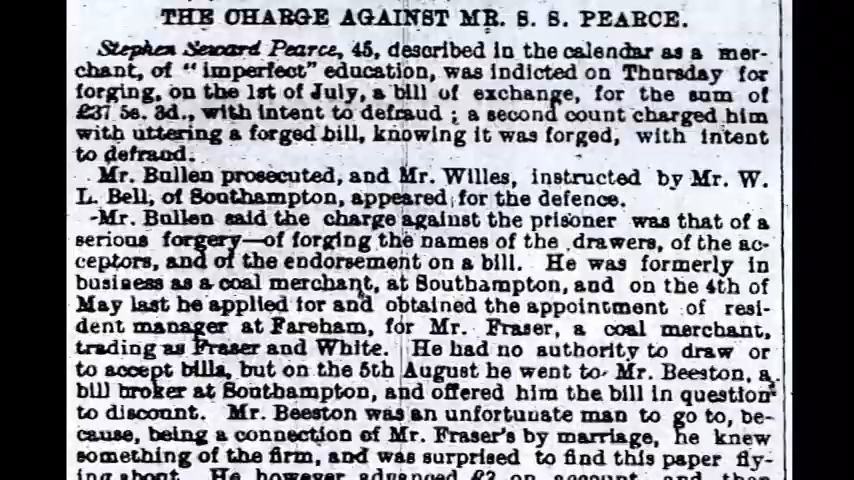 THE CHARGE AGAINST MR. S. S. PEARCE.
Stephen Seward Pearce, 45, described in the calendar as a mer-
chant, of "imperfect" education, was indicted on Thursday for
forging, on the 1st of July, a bill of exchange, for the sum of
£37 5s. 3d., with intent to defraud; a second count charged him
with uttering a forged bill, knowing it was forged, with intent
to defraud.
Mr. Bullen prosecuted, and Mr. Willes, instructed by Mr. W.
L. Bell, of Southampton, appeared for the defence.
Mr. Bullen said the charge against the prisoner was that of a
serious forgery—of forging the names of the drawers, of the ac-
ceptors, and of the endorsement on a bill. He was formerly in
business as a coal merchant, at Southampton, and on the 4th of
May last he applied for and obtained the appointment of resi-
dent manager at Fareham, for Mr. Fraser, a coal merchant,
trading as Fraser and White. He had no authority to draw or
to accept bills, but on the 5th August he went to Mr. Beeston, a
bill broker at Southampton, and offered him the bill in question
to discount. Mr. Beeston was an unfortunate man to go to, be-
cause, being a connection of Mr. Fraser's by marriage, he knew
something of the firm, and was surprised to find this paper fly-
ing about. He however advanced £3 on account, and then